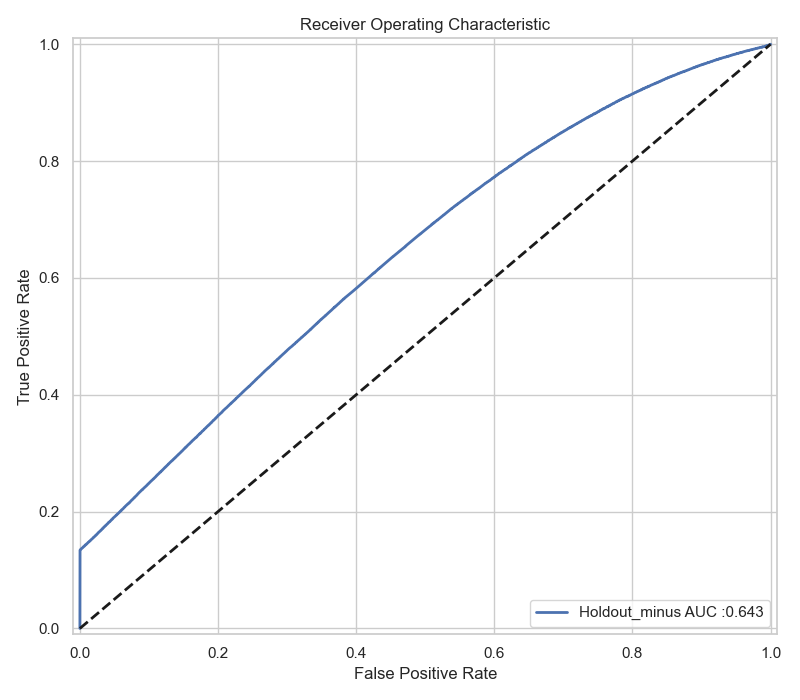 Receiver Operating Characteristic
True Positive Rate
1.0
0.8
0.6
0.4
0.2
0.0
Holdout_minus AUC :0.643
0.0 0.2 0.4 0.6 0.8 1.0
False Positive Rate